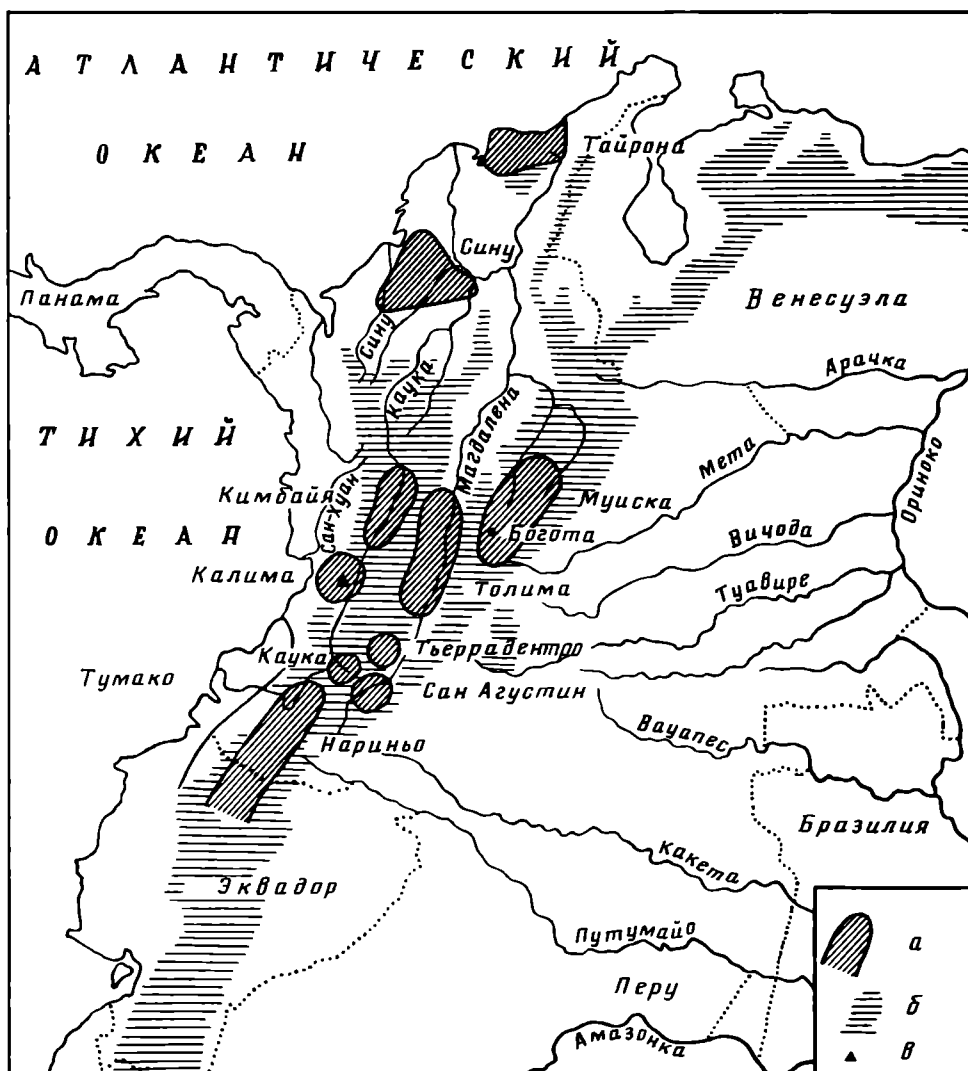 АТЛАНТИЧЕСКИЙ
ОКЕАН
Тайрона
Сину
Панама
Венесуэла
Сину
Каука
Арачка
ТИХИЙ
Магдалена
Мета
Ориноко
Кимбайя
Сан-Хуан
Муиска
ОКЕАН
Богота
Вичода
Калима
Толима
Туавире
Каука
Тьеррадентро
Тумако
Сан Агустин
Нариньо
Вауапес
Бразилия
Какета
Эквадор
Путумайо
Перу
Амазонка
а
б
в